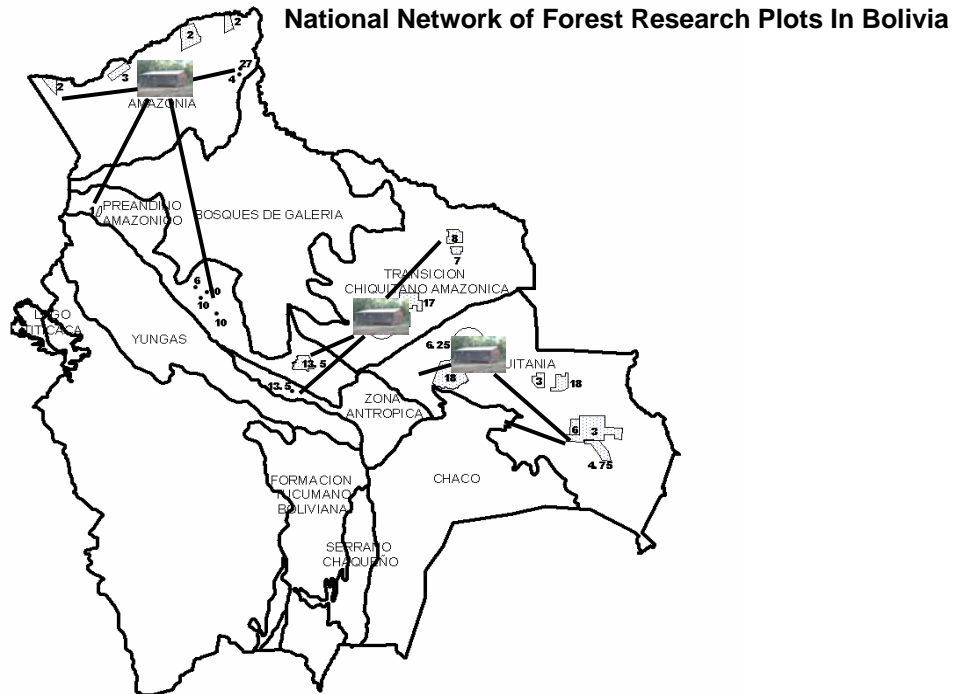 National Network of Forest Research Plots In Bolivia
2
2
27
3
2
4
AMAZONIA
PREANDINO
AMAZONICO
1
BOSQUES DE GALERIA
8
7
TRANSICION
CHIQUITANO AMAZONICA
6
10
10
17
LAGO
TITICACA
YUNGAS
6.25
UITANIA
13.5
18
3
18
13.5
ZONA
ANTROPICA
6
3
4.75
FORMACION
TUCUMANO
BOLIVIANA
CHACO
SERRANO
CHAQUEÑO